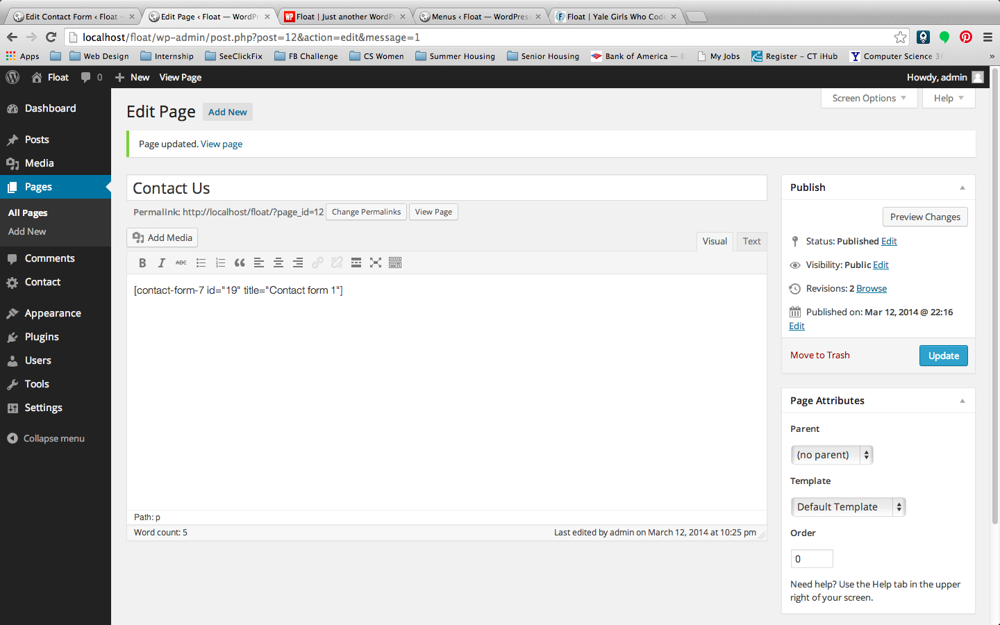 Edit Contact Form ‹ Float —
Edit Page ‹ Float — WordPr
Float | Just another WordPr
Menus ‹ Float — WordPress
Float | Yale Girls Who Code
localhost/float/wp-admin/post.php?post=12&action=edit&message=1
Apps Web Design Internship SeeClickFix FB Challenge CS Women Summer Housing Senior Housing Bank of America — My Jobs Register – CT iHub Computer Science 36 »
Float 0 New View Page Howdy, admin
Dashboard
Posts
Media
Pages
All Pages
Add New
Comments
Contact
Appearance
Plugins
Users
Tools
Settings
Collapse menu
Screen Options Help
Edit Page Add New
Page updated. View page
Contact Us
Permalink: http://localhost/float/?page_id=12 Change Permalinks View Page
Add Media
Visual Text
B I ABC
[contact-form-7 id="19" title="Contact form 1"]
Path: p
Word count: 5 Last edited by admin on March 12, 2014 at 10:25 pm
Publish
Preview Changes
Status: Published Edit
Visibility: Public Edit
Revisions: 2 Browse
Published on: Mar 12, 2014 @ 22:16
Edit
Move to Trash Update
Page Attributes
Parent
(no parent)
Template
Default Template
Order
0
Need help? Use the Help tab in the upper
right of your screen.